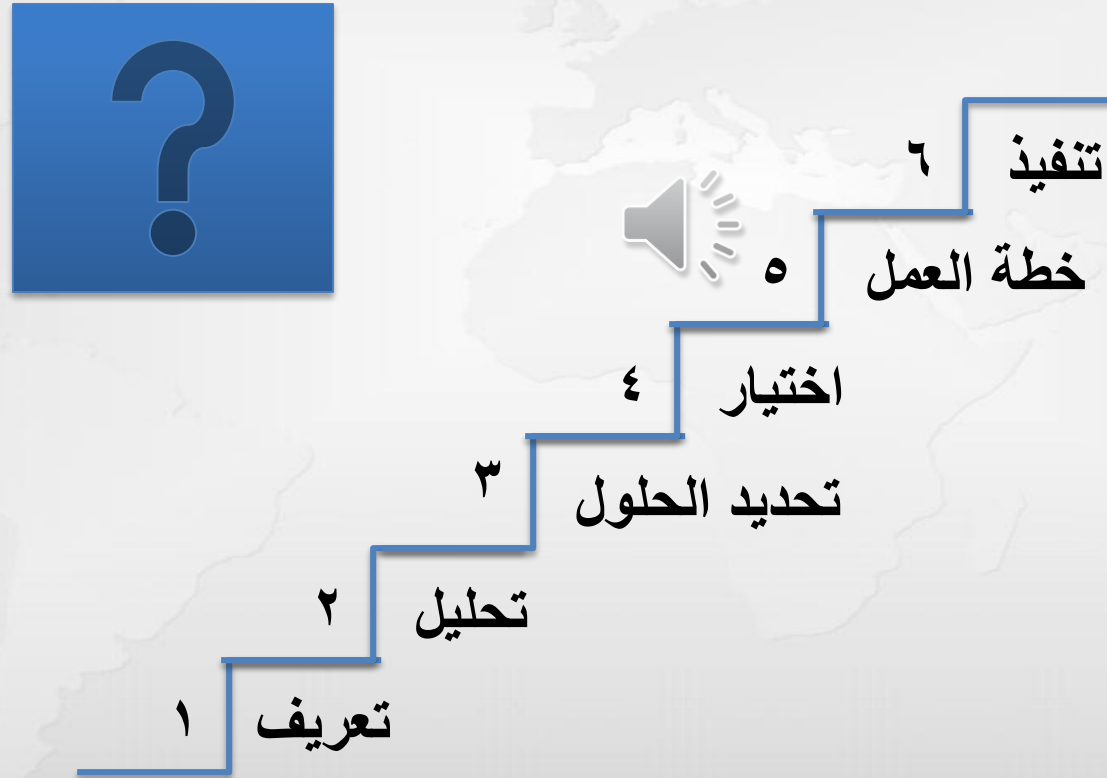 ٦ تنفيذ
٥ خطة العمل
٤ اختيار
٣ تحديد الحلول
٢ تحليل
١ تعريف